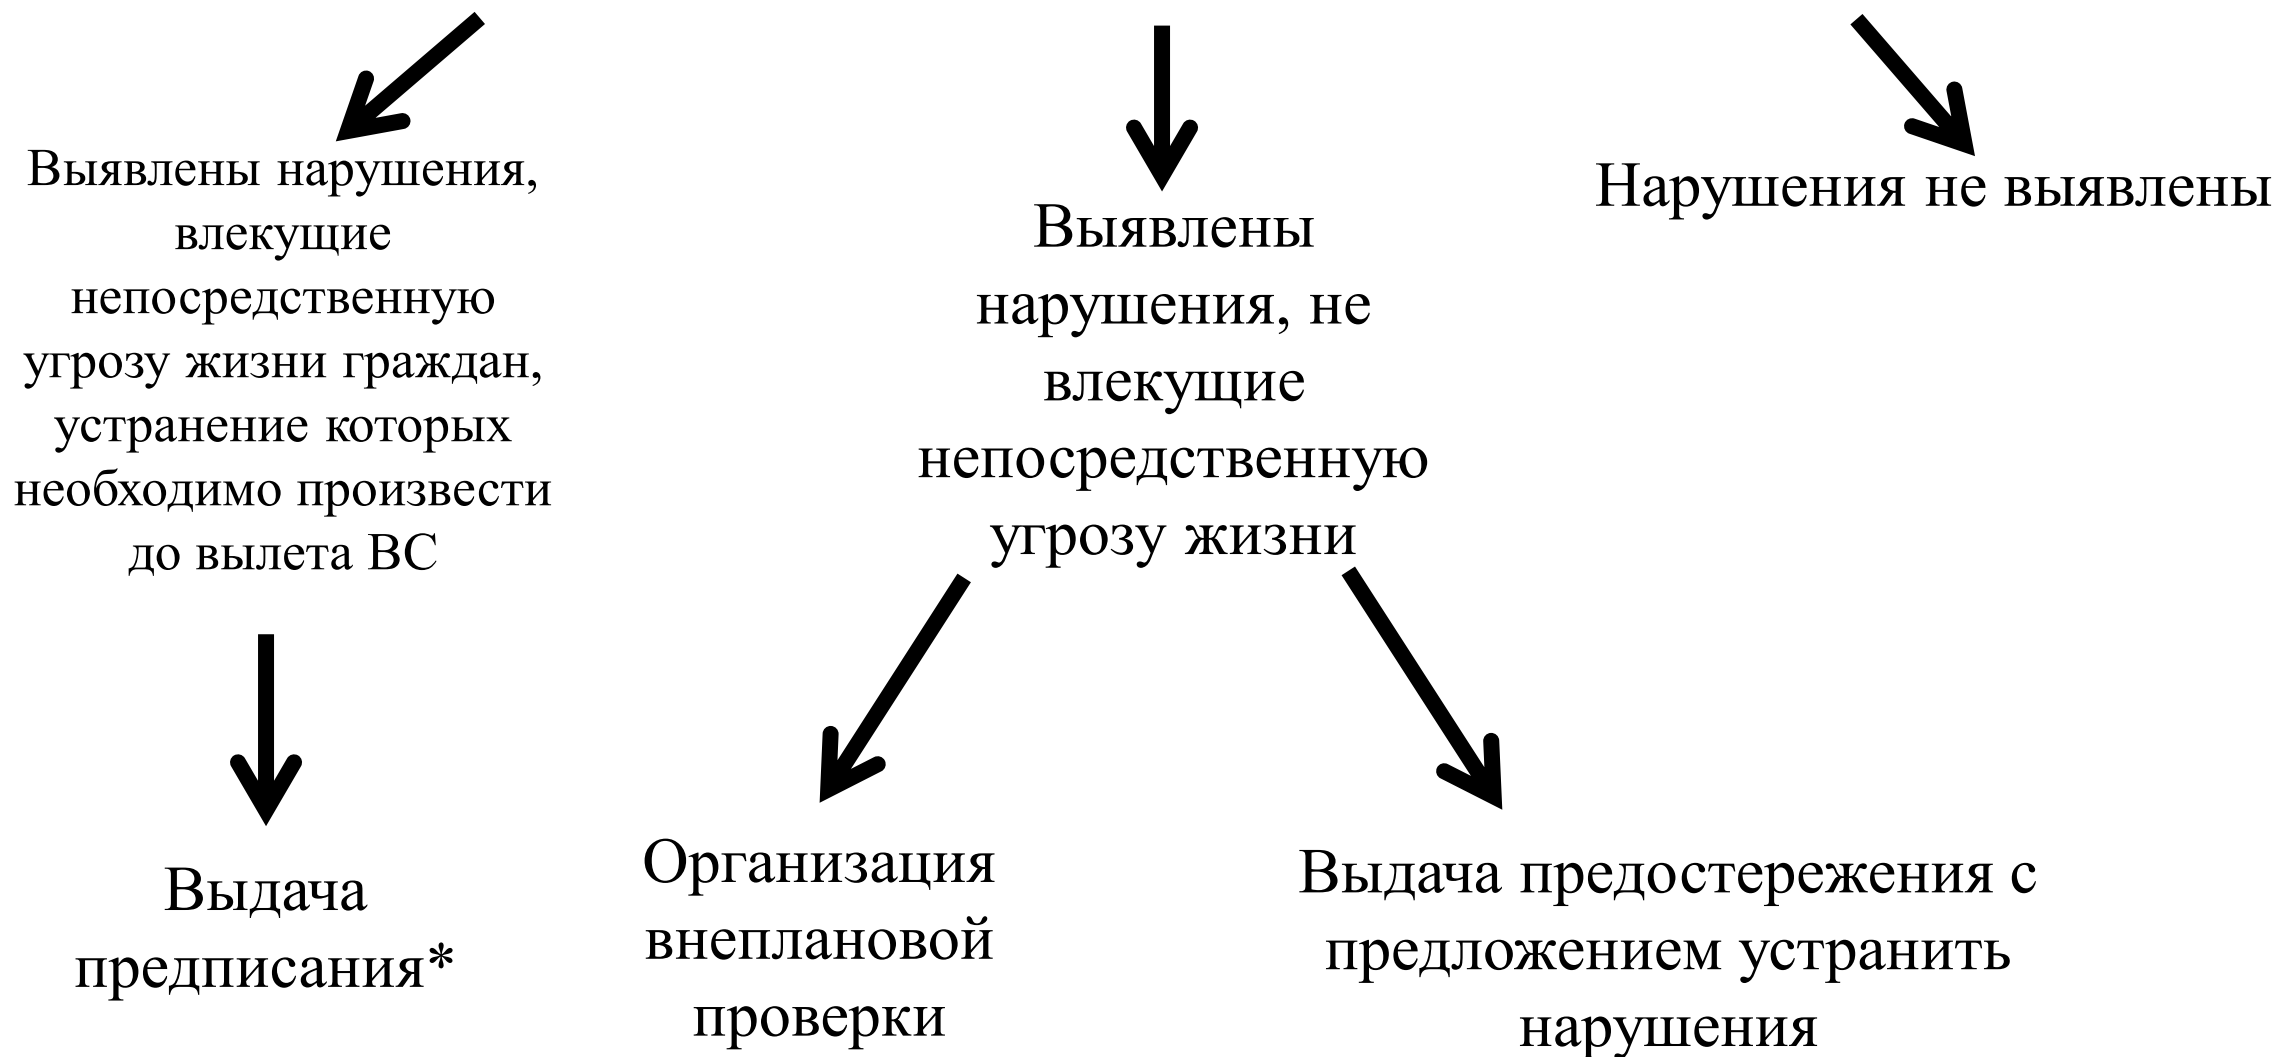 Выявлены нарушения,
влекущие
непосредственную
угрозу жизни граждан,
устранение которых
необходимо произвести
до вылета ВС
Выявлены
нарушения, не
влекущие
непосредственную
угрозу жизни
Нарушения не выявлены
Выдача
предписания*
Организация
внеплановой
проверки
Выдача предостережения с
предложением устранить
нарушения